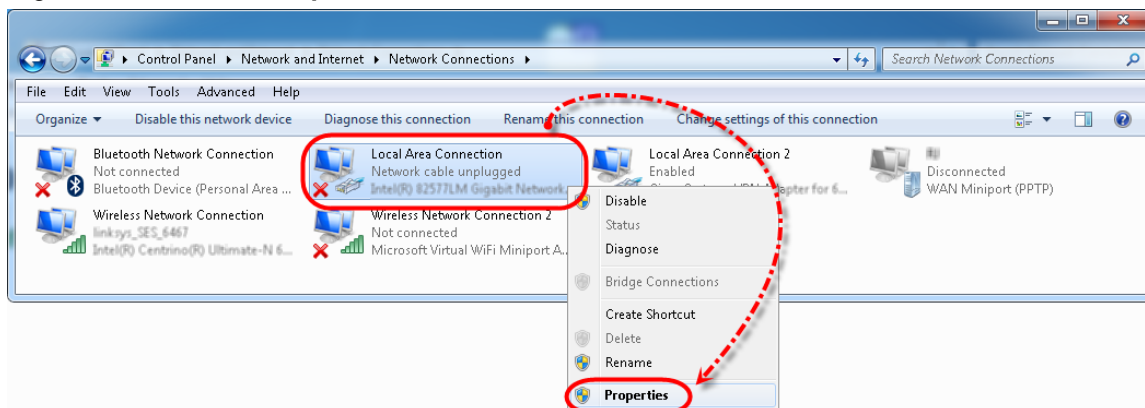 Control Panel Network and Internet Network Connections
Search Network Connections
File Edit View Tools Advanced Help
Organize Disable this network device Diagnose this connection Rename this connection Change settings of this connection
Bluetooth Network Connection
Not connected
Bluetooth Device (Personal Area ...
Local Area Connection
Network cable unplugged
Intel(R) 82577LM Gigabit Network
Local Area Connection 2
Enabled
apter for 6...
Disconnected
WAN Miniport (PPTP)
Wireless Network Connection
linksys_SES_6467
Intel(R) Centrino(R) Ultimate-N 6...
Wireless Network Connection 2
Not connected
Microsoft Virtual WiFi Miniport A...
Disable
Status
Diagnose
Bridge Connections
Create Shortcut
Delete
Rename
Properties